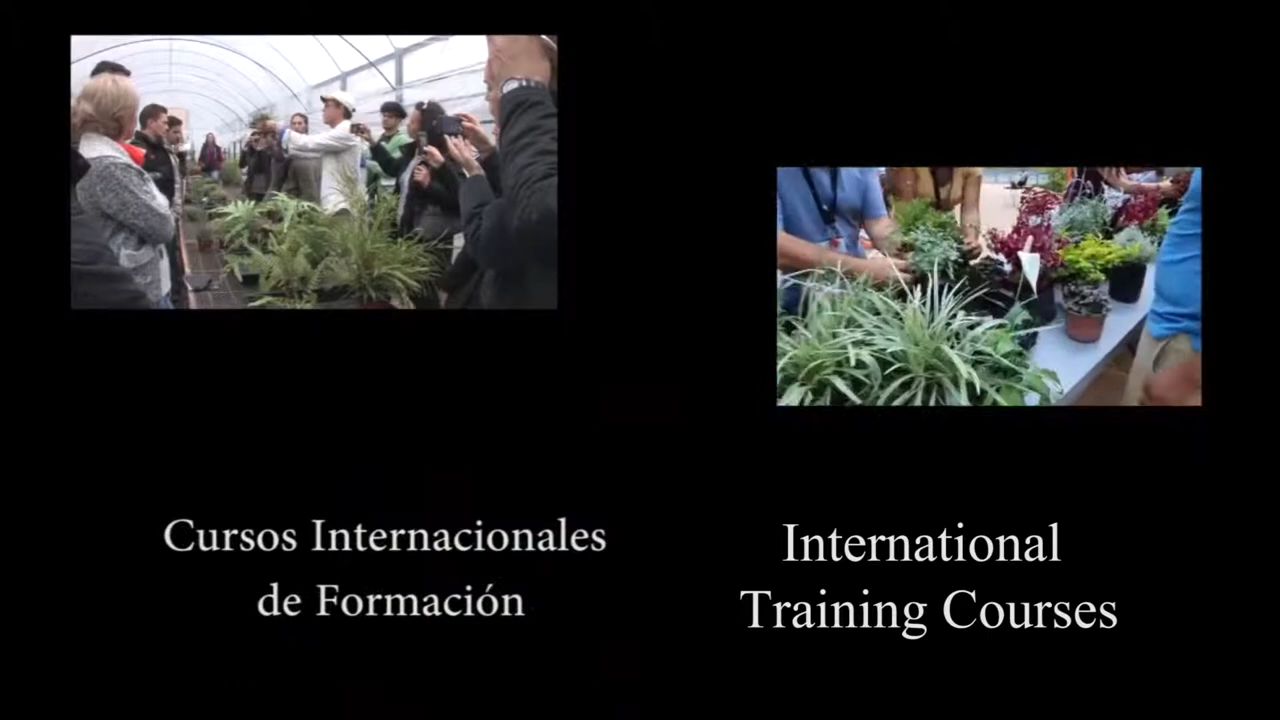 Cursos Internacionales
de Formación
International
Training Courses